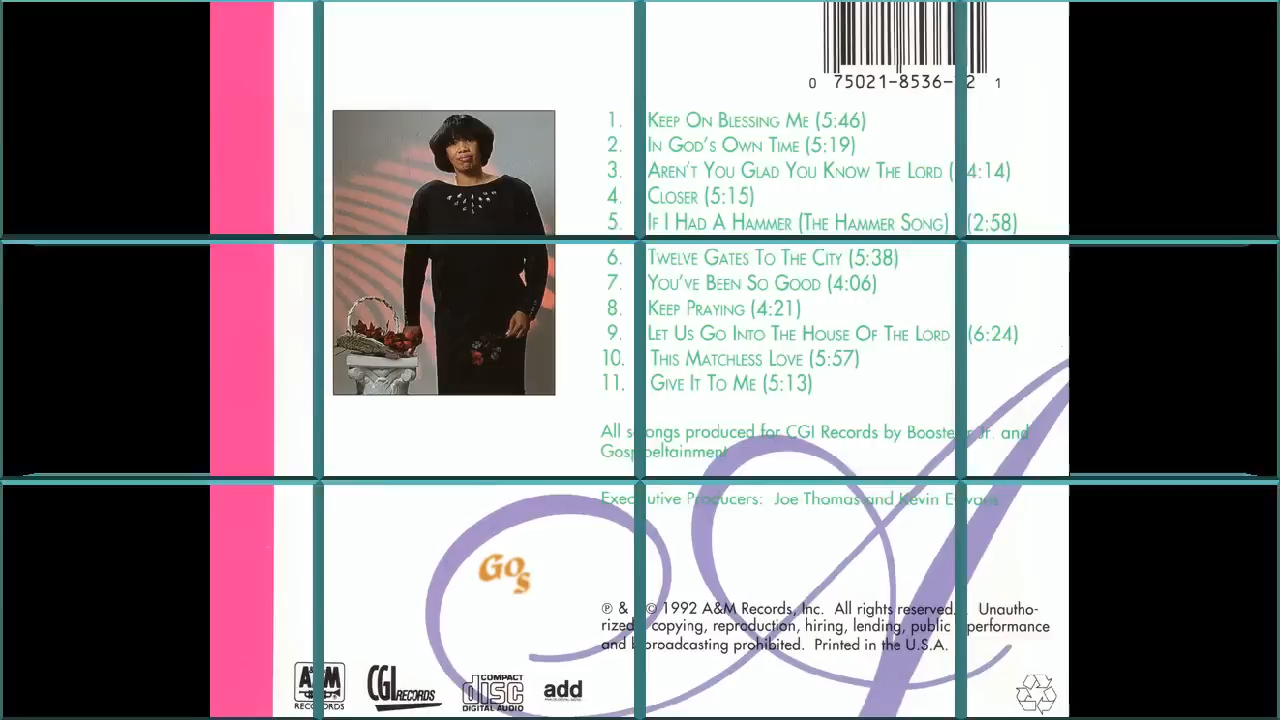 0 75021-8536- 2 1
1. KEEP ON BLESSING ME (5:46)
2. IN GOD'S OWN TIME (5:19)
3. AREN'T YOU GLAD YOU KNOW THE LORD (4:14)
4. CLOSER (5:15)
5. IF I HAD A HAMMER (THE HAMMER SONG) (2:58)
6. TWELVE GATES TO THE CITY (5:38)
7. YOU'VE BEEN SO GOOD (4:06)
8. KEEP PRAYING (4:21)
9. LET US GO INTO THE HOUSE OF THE LORD (6:24)
10. THIS MATCHLESS LOVE (5:57)
11. GIVE IT TO ME (5:13)
All songs produced for CGI Records by Jr. and
Gospeltainment
Executive Producers: Joe Thomas and Kevin
GOS
℗ & © 1992 A&M Records, Inc. All rights reserved. Unautho-
rized copying, reproduction, hiring, lending, public performance
and broadcasting prohibited. Printed in the U.S.A.
A&M RECORDS
CGI RECORDS
COMPACT
disc
DIGITAL AUDIO
add